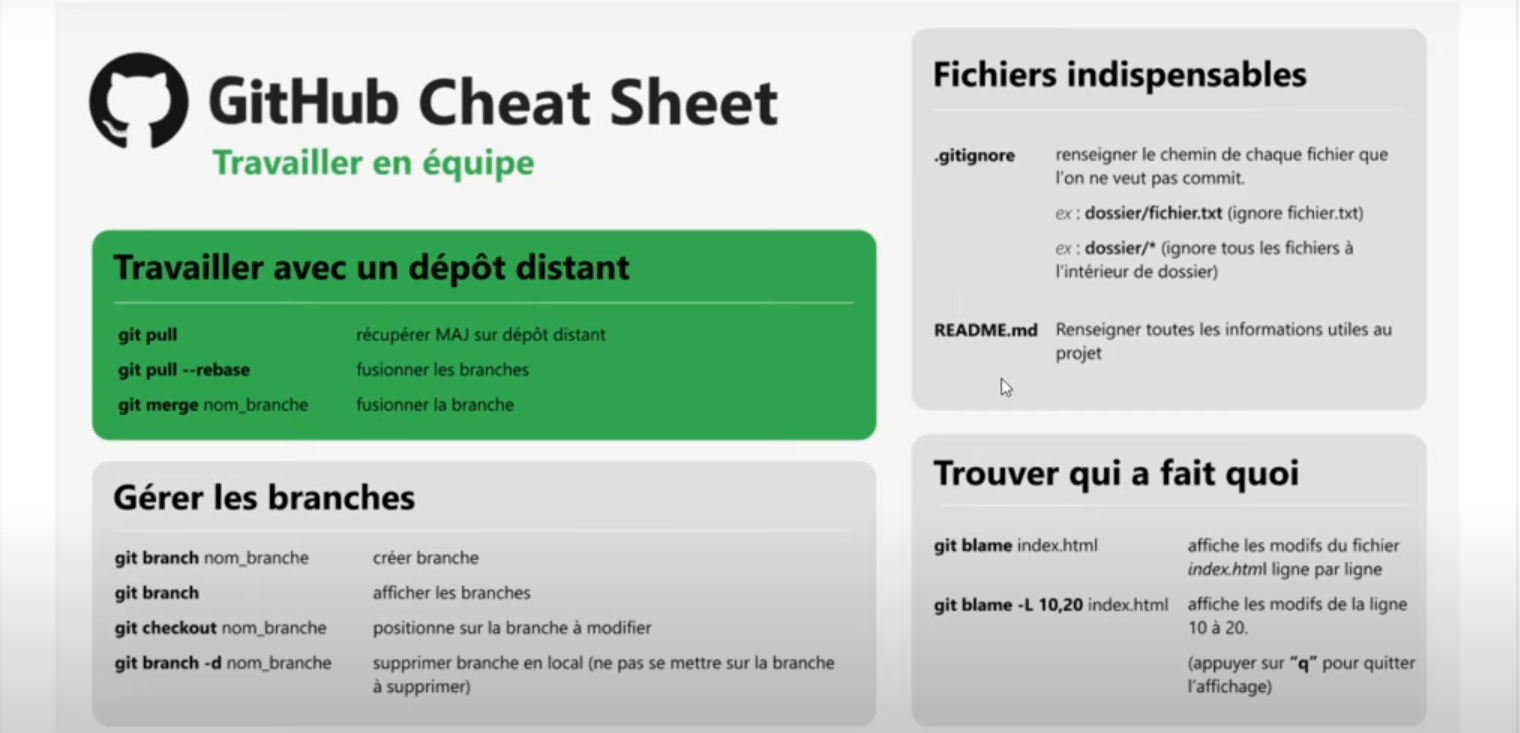 GitHub Cheat Sheet
Travailler en équipe
Travailler avec un dépôt distant
git pull récupérer MAJ sur dépôt distant
git pull --rebase fusionner les branches
git merge nom_branche fusionner la branche
Gérer les branches
git branch nom_branche créer branche
git branch afficher les branches
git checkout nom_branche positionne sur la branche à modifier
git branch -d nom_branche supprimer branche en local (ne pas se mettre sur la branche
à supprimer)
Fichiers indispensables
.gitignore renseigner le chemin de chaque fichier que
l'on ne veut pas commit.
ex : dossier/fichier.txt (ignore fichier.txt)
ex : dossier/* (ignore tous les fichiers à
l'intérieur de dossier)
README.md Renseigner toutes les informations utiles au
projet
Trouver qui a fait quoi
git blame index.html affiche les modifs du fichier
index.html ligne par ligne
git blame -L 10,20 index.html affiche les modifs de la ligne
10 à 20.
(appuyer sur “q” pour quitter
l'affichage)